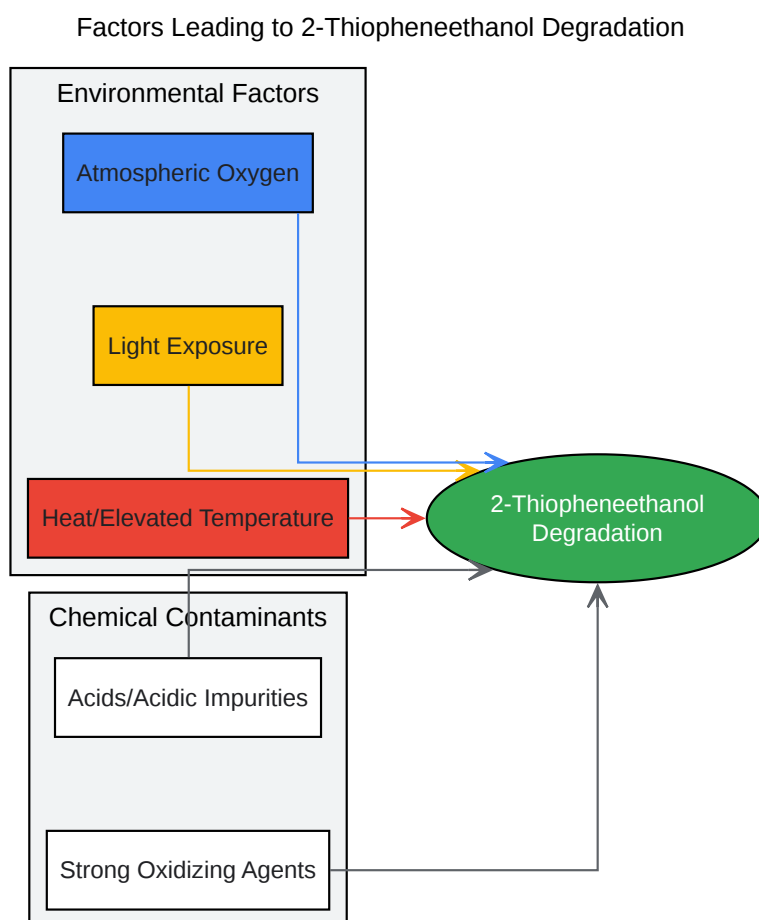 Factors Leading to 2-Thiopheneethanol Degradation
Environmental Factors
Atmospheric Oxygen
Light Exposure
Heat/Elevated Temperature
2-Thiopheneethanol
Degradation
Chemical Contaminants
Acids/Acidic Impurities
Strong Oxidizing Agents